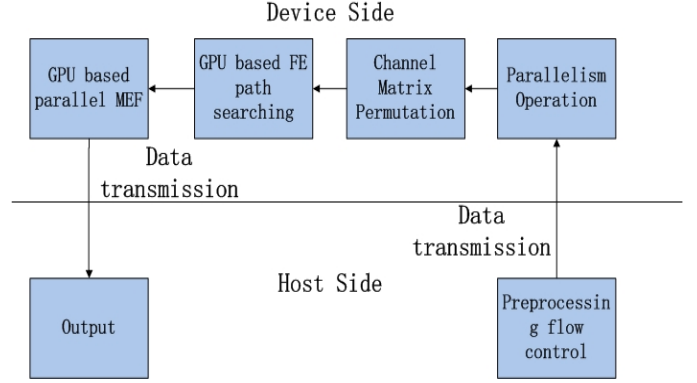 Device Side
GPU based
parallel MEF
GPU based FE
path
searching
Channel
Matrix
Permutation
Parallelism
Operation
Data
transmission
Data
transmission
Host Side
Output
Preprocessin
g flow
control